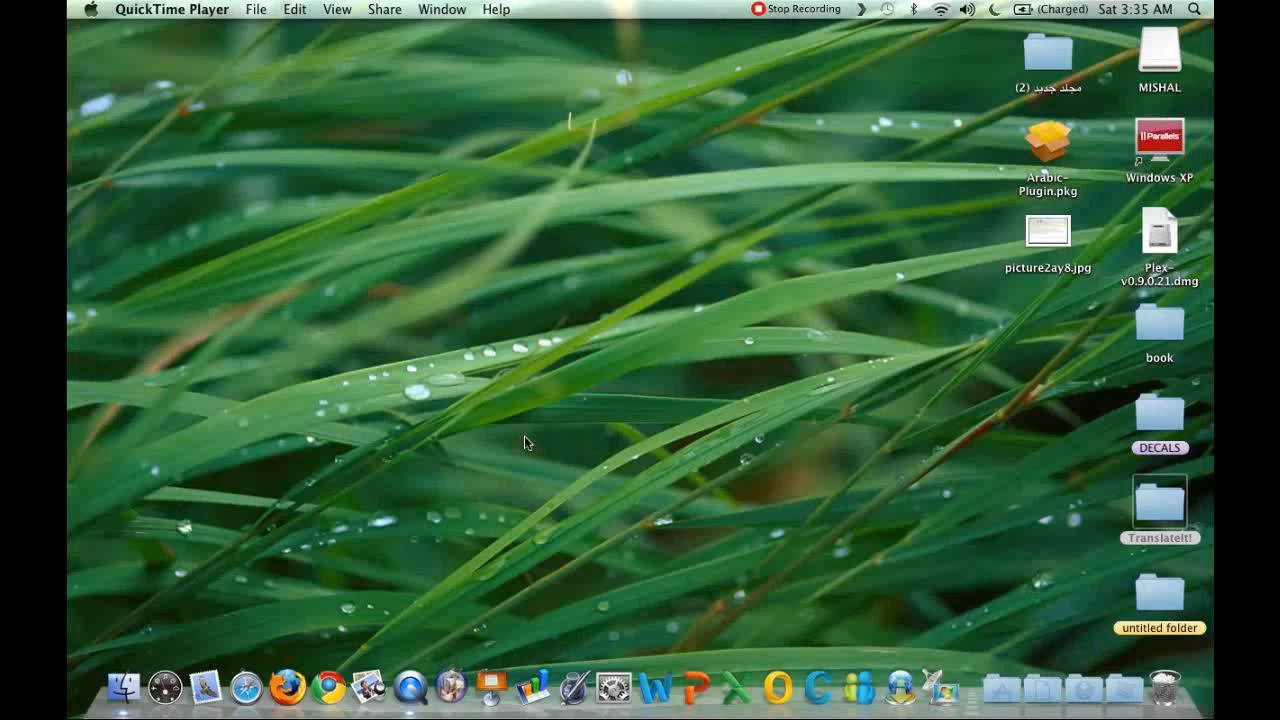 QuickTime Player File Edit View Share Window Help Stop Recording (Charged) Sat 3:35 AM
مجلد جديد (2)
MISHAL
Parallels
Arabic-
Plugin.pkg
Windows XP
picture2ay8.jpg
Plex-
v0.9.0.21.dmg
book
DECALS
TranslateIt!
untitled folder